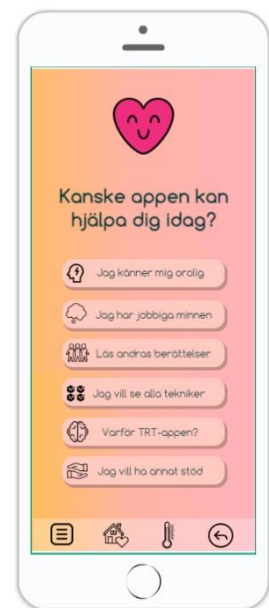 Kanske appen kan
hjälpa dig idag?
Jag känner mig orolig
Jag har jobbiga minnen
Läs andras berättelser
Jag vill se alla tekniker
Varför TRT-appen?
Jag vill ha annat stöd